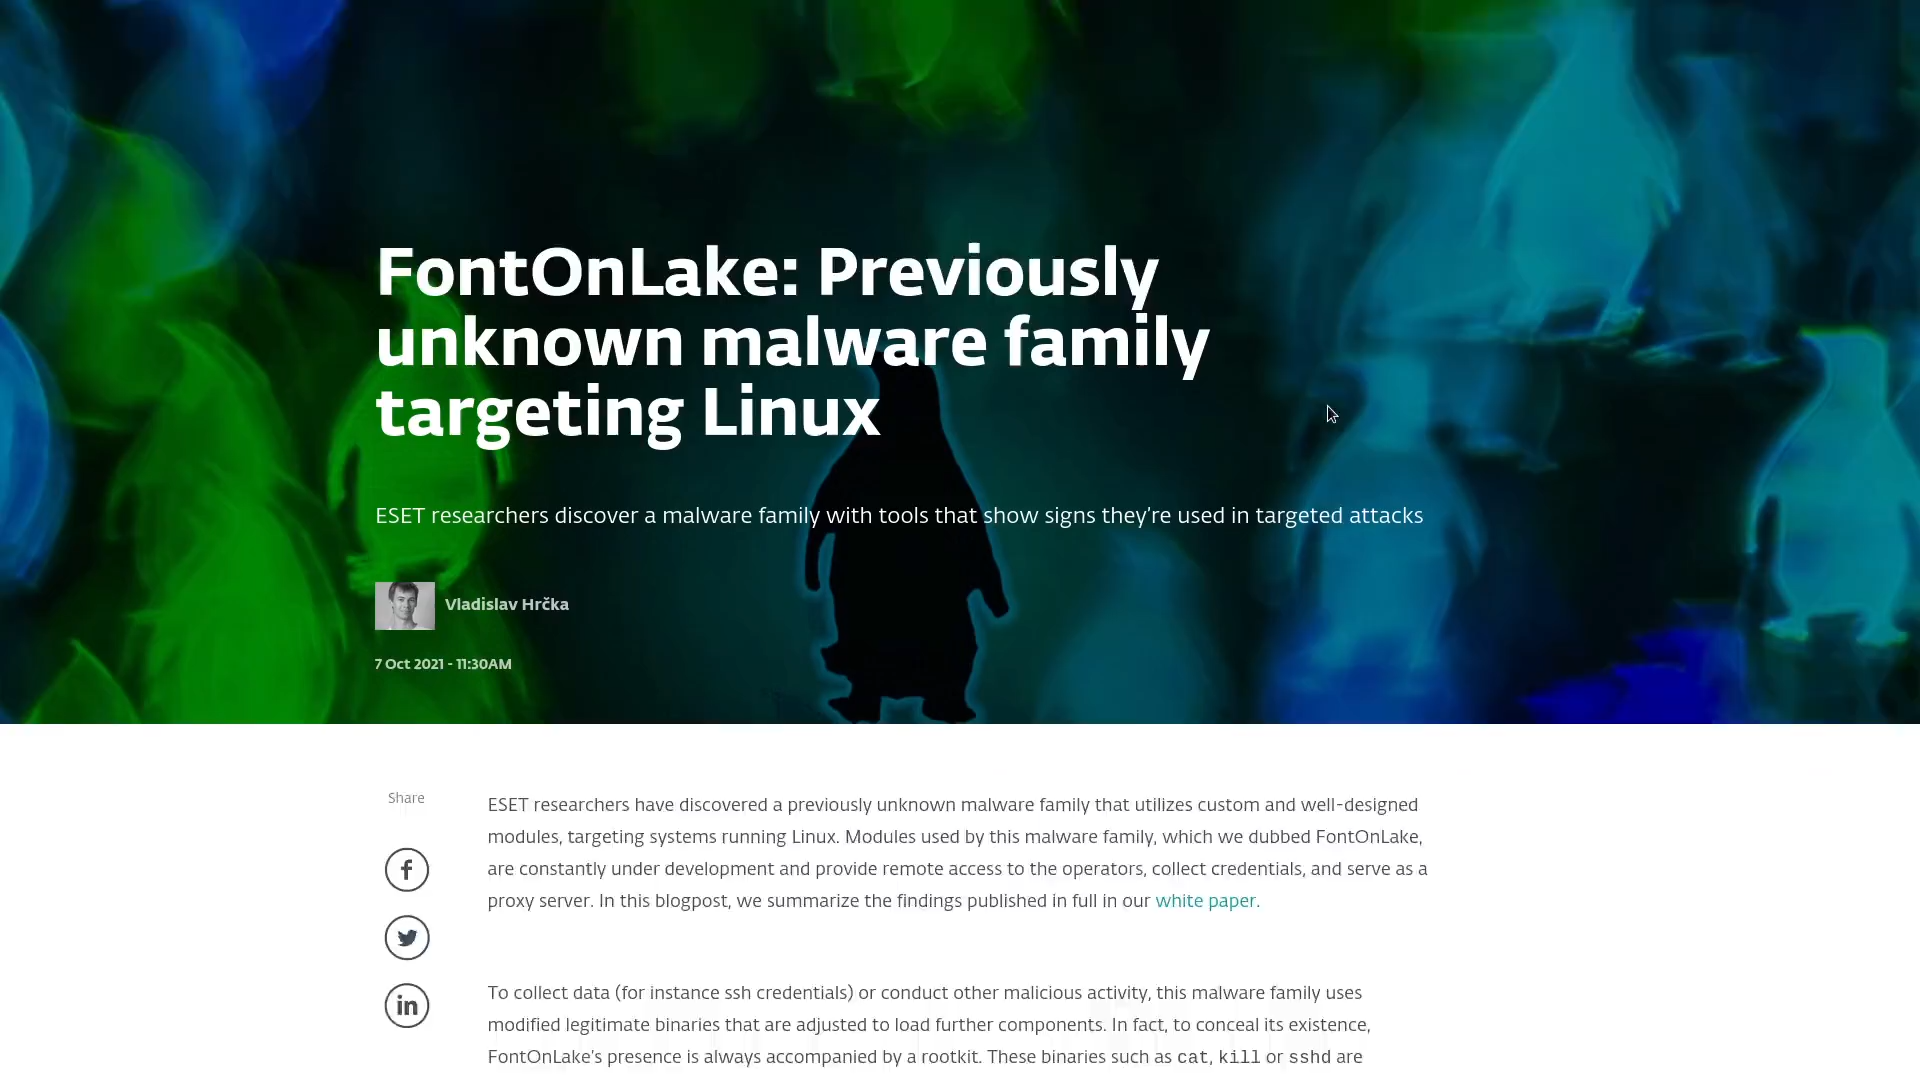 FontOnLake: Previously
unknown malware family
targeting Linux
ESET researchers discover a malware family with tools that show signs they're used in targeted attacks
Vladislav Hrčka
7 Oct 2021 - 11:30AM
Share
ESET researchers have discovered a previously unknown malware family that utilizes custom and well-designed
modules, targeting systems running Linux. Modules used by this malware family, which we dubbed FontOnLake,
are constantly under development and provide remote access to the operators, collect credentials, and serve as a
proxy server. In this blogpost, we summarize the findings published in full in our white paper.
To collect data (for instance ssh credentials) or conduct other malicious activity, this malware family uses
modified legitimate binaries that are adjusted to load further components. In fact, to conceal its existence,
FontOnLake's presence is always accompanied by a rootkit. These binaries such as cat, kill or sshd are